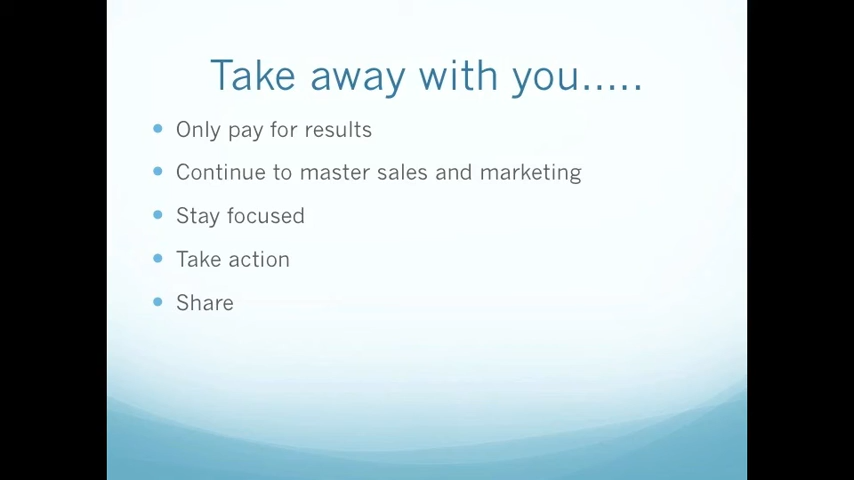 Take away with you.....
Only pay for results
Continue to master sales and marketing
Stay focused
Take action
Share